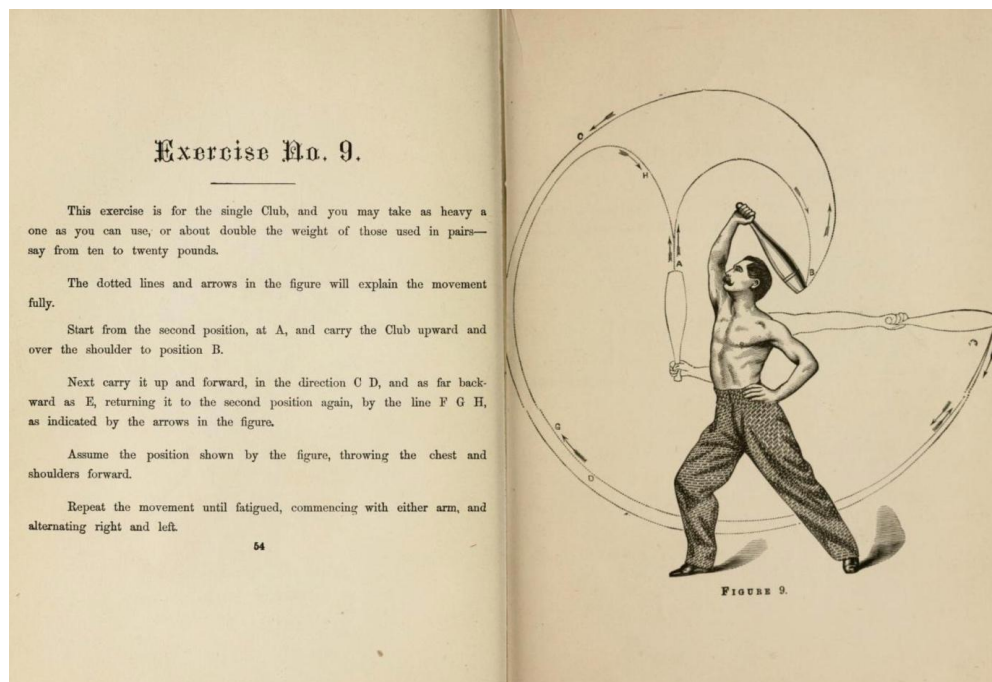 Exercise No. 9.
This exercise is for the single Club, and you may take as heavy a
one as you can use, or about double the weight of those used in pairs—
say from ten to twenty pounds.
The dotted lines and arrows in the figure will explain the movement
fully.
Start from the second position, at A, and carry the Club upward and
over the shoulder to position B.
Next carry it up and forward, in the direction C D, and as far back-
ward as E, returning it to the second position again, by the line F G H,
as indicated by the arrows in the figure.
Assume the position shown by the figure, throwing the chest and
shoulders forward.
Repeat the movement until fatigued, commencing with either arm, and
alternating right and left.
54
H
A
B
G
D
FIGURE 9.